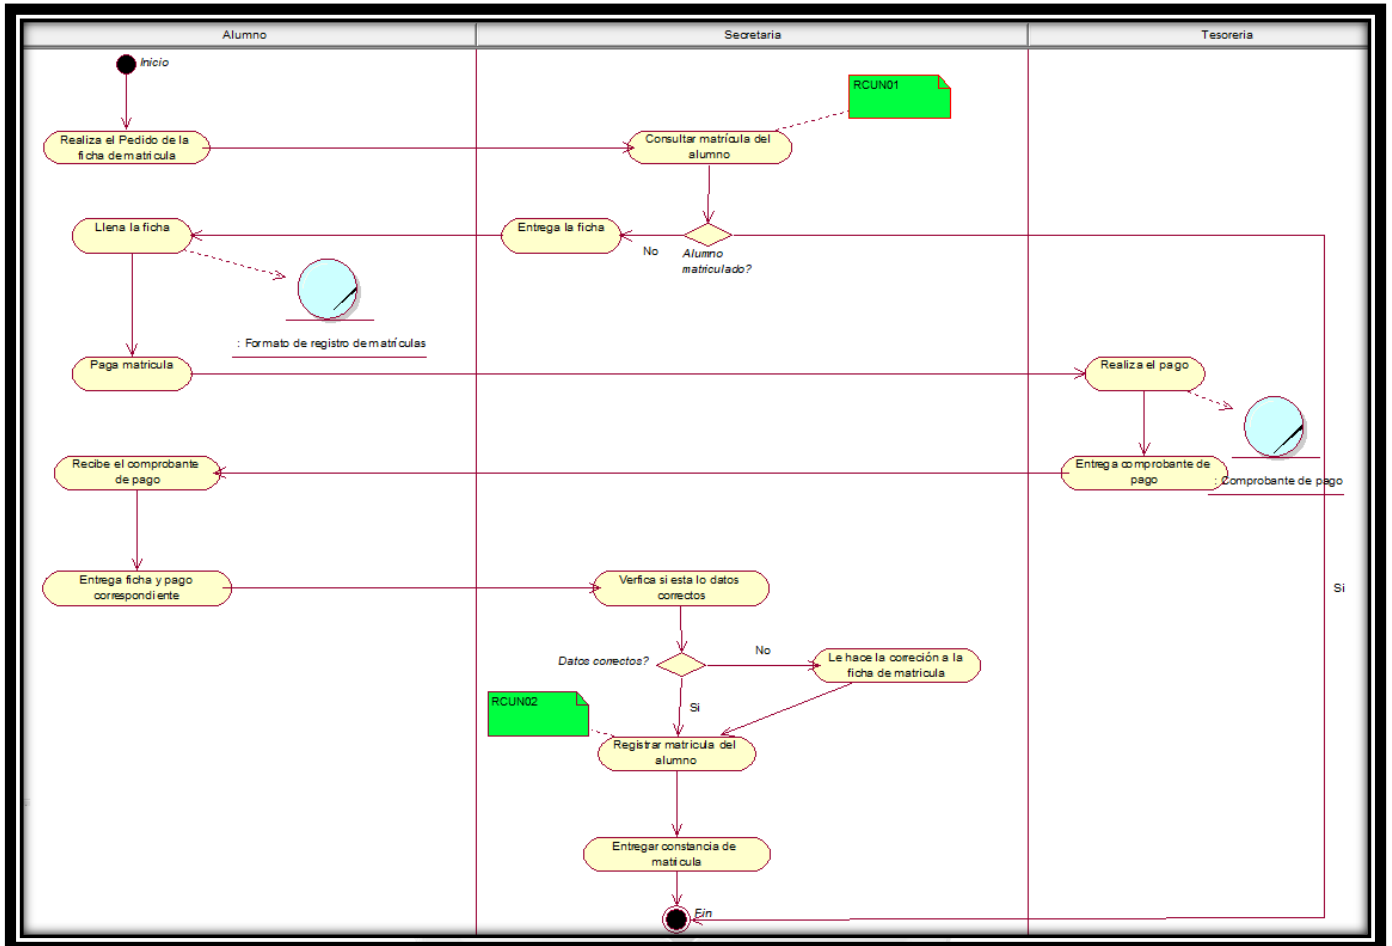 Alumno
Secretaria
Tesoreria
Inicio
RCUN01
Realiza el Pedido de la
ficha de matricula
Consultar matrícula del
alumno
Llena la ficha
Entrega la ficha
No
Alumno
matriculado?
: Formato de registro de matrículas
Paga matricula
Realiza el pago
Recibe el comprobante
de pago
Entrega comprobante de
pago
: Comprobante de pago
Entrega ficha y pago
correspondiente
Verfica si esta lo datos
correctos
Si
Datos correctos?
No
Le hace la correción a la
ficha de matricula
RCUN02
Si
Registrar matricula del
alumno
Entregar constancia de
matricula
Fin